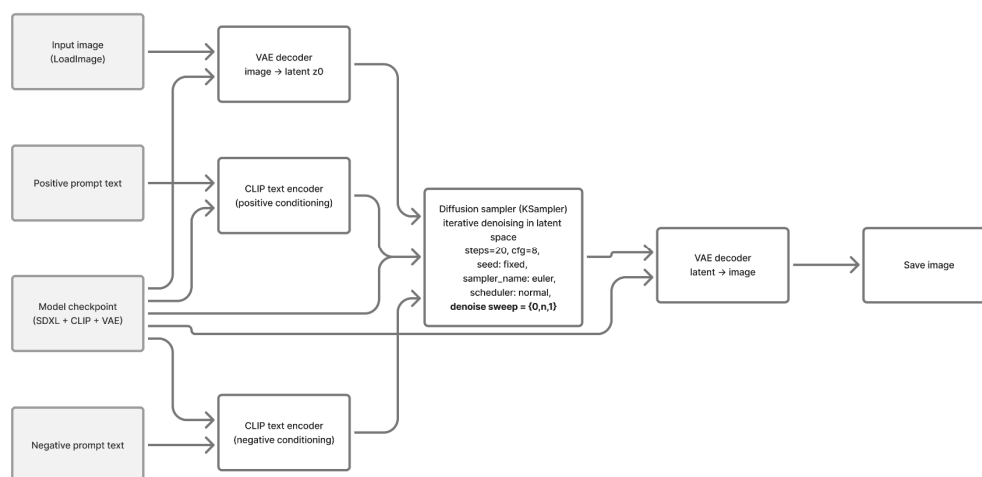 Input image
(LoadImage)
VAE decoder
image → latent z0
Positive prompt text
CLIP text encoder
(positive conditioning)
Diffusion sampler (KSampler)
iterative denoising in latent
space
steps=20, cfg=8,
seed: fixed,
sampler_name: euler,
scheduler: normal,
denoise sweep = {0,n,1}
VAE decoder
latent → image
Save image
Model checkpoint
(SDXL + CLIP + VAE)
CLIP text encoder
(negative conditioning)
Negative prompt text